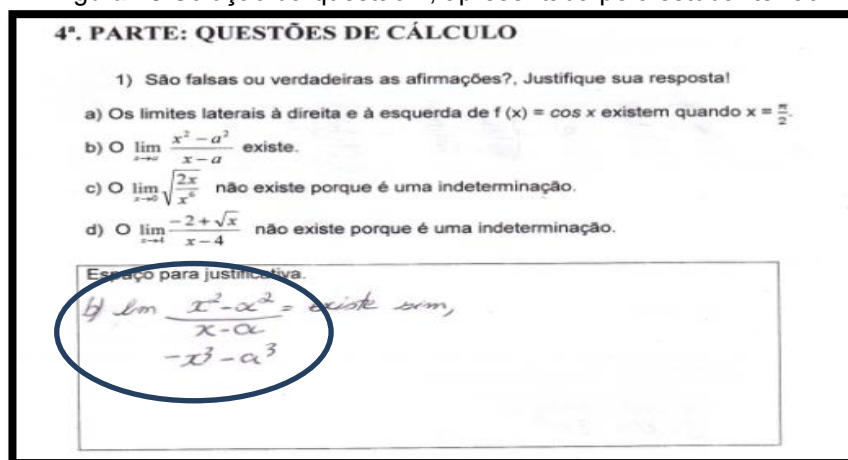 4ª. PARTE: QUESTÕES DE CÁLCULO
1) São falsas ou verdadeiras as afirmações?, Justifique sua resposta!
a) Os limites laterais à direita e à esquerda de f (x) = cos x existem quando x = π/2.
b) O lim x→a (x² − a²)/(x − a) existe.
c) O lim x→0 √(2x/x⁶) não existe porque é uma indeterminação.
d) O lim x→4 (−2 + √x)/(x − 4) não existe porque é uma indeterminação.
Espaço para justificativa.
b) lim (x² − a²)/(x − a) = existe sim,
−x³ − a³